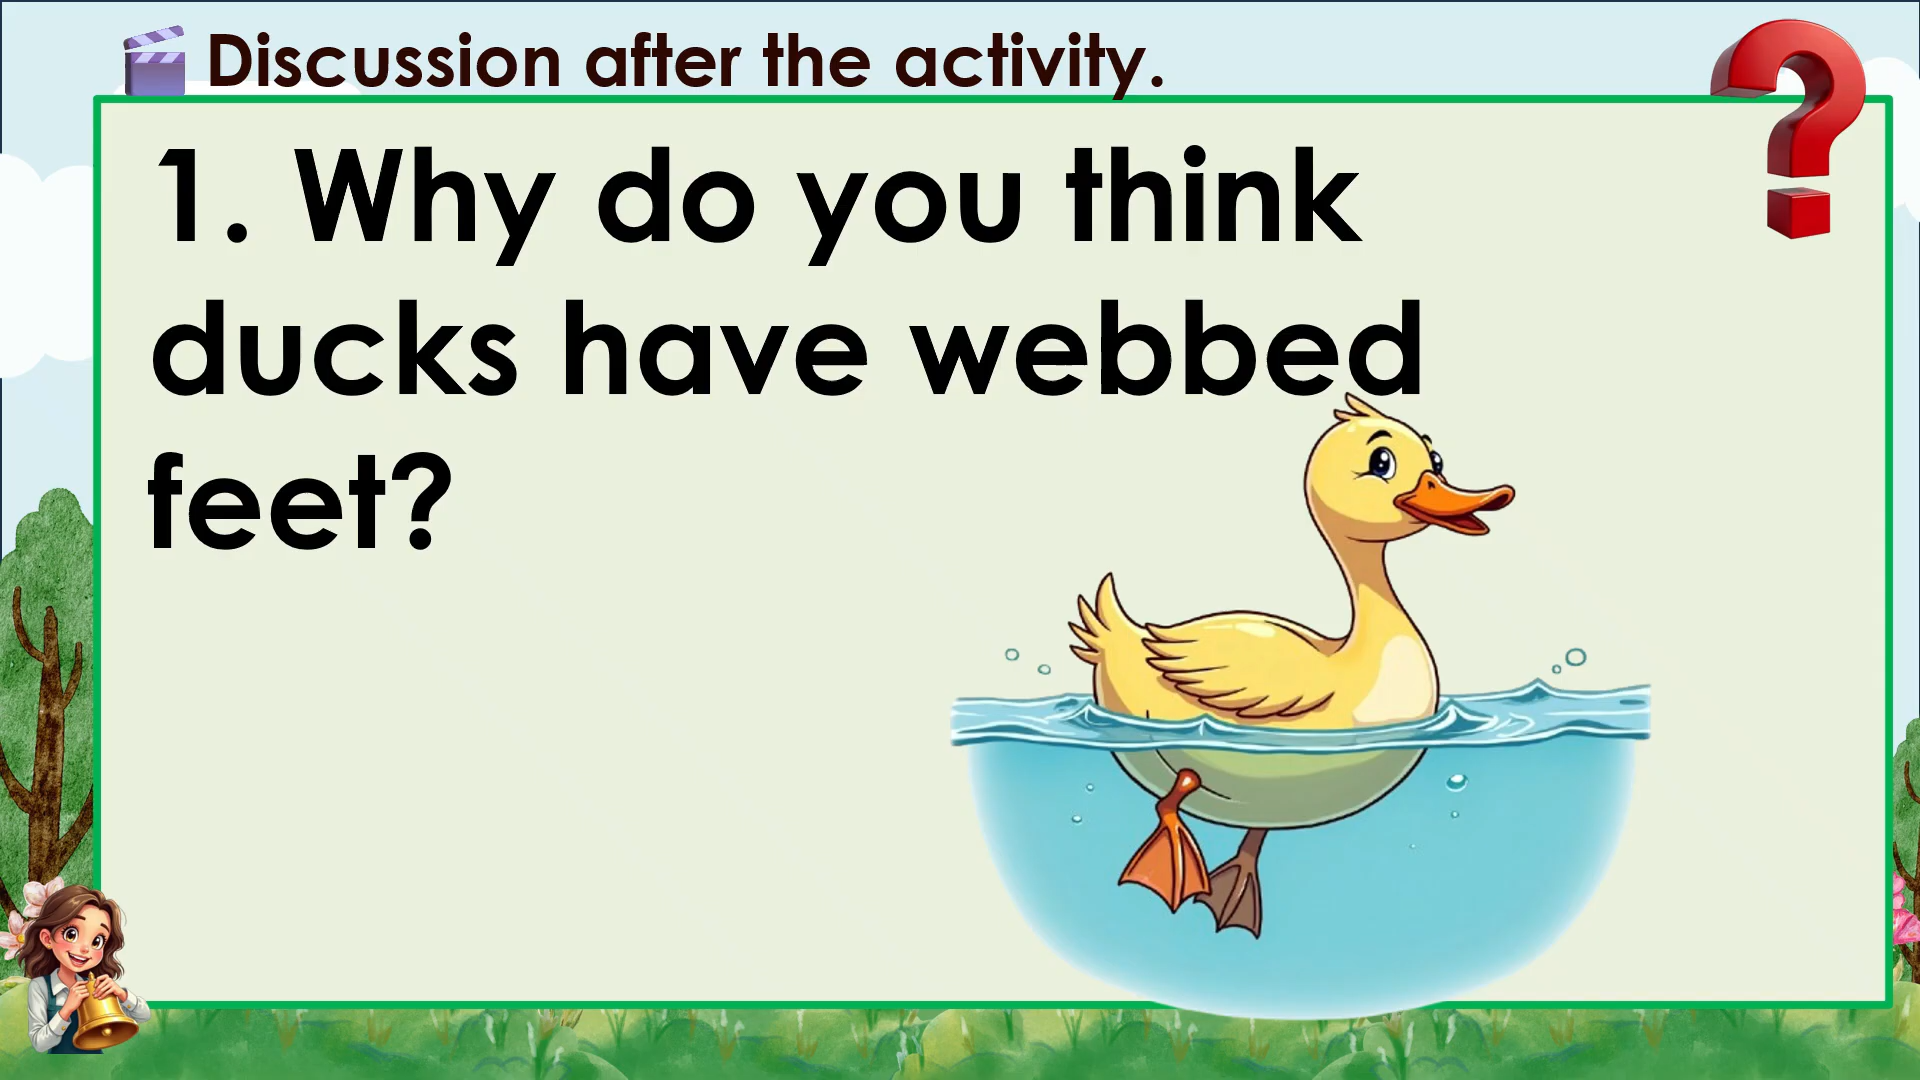 Discussion after the activity.
1. Why do you think
ducks have webbed
feet?